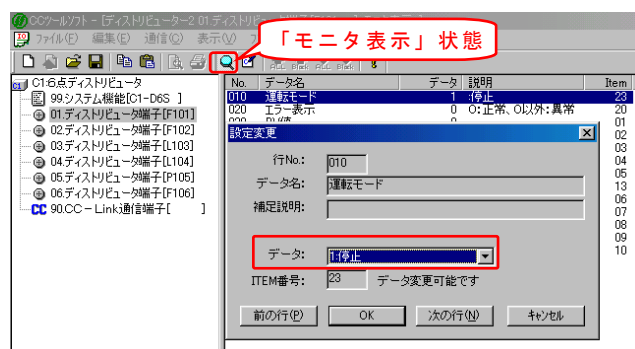 CCツールソフト - [ディストリビューター2 01.ディストリビ
ファイル(F) 編集(E) 通信(C) 表示(V)
「モニタ表示」状態
C1:6点ディストリビュータ
99.システム機能[C1-D6S ]
01.ディストリビュータ端子[F101]
02.ディストリビュータ端子[F102]
03.ディストリビュータ端子[L103]
04.ディストリビュータ端子[L104]
05.ディストリビュータ端子[P105]
06.ディストリビュータ端子[F106]
90.CC-Link通信端子[ ]
No. データ名 データ 説明 Item
010 運転モード 1 :停止 23
020 エラー表示 0 0:正常、0以外:異常 20
01
02
03
04
05
13
06
07
08
09
10
設定変更
行No.: 010
データ名: 運転モード
補足説明:
データ: 1:停止
ITEM番号: 23 データ変更可能です
前の行(P) OK 次の行(N) キャンセル